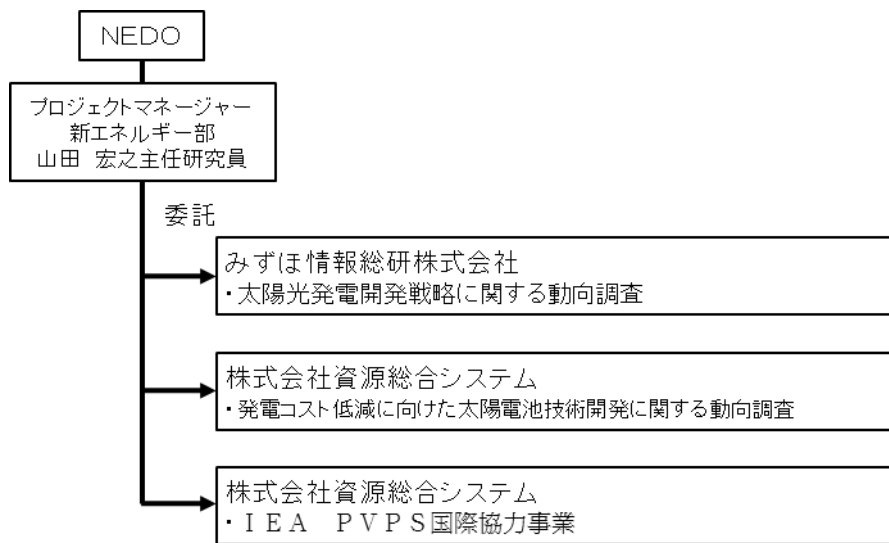 NEDO
プロジェクトマネージャー
新エネルギー部
山田　宏之主任研究員
委託
みずほ情報総研株式会社
・太陽光発電開発戦略に関する動向調査
株式会社資源総合システム
・発電コスト低減に向けた太陽電池技術開発に関する動向調査
株式会社資源総合システム
・ＩＥＡ　ＰＶＰＳ国際協力事業